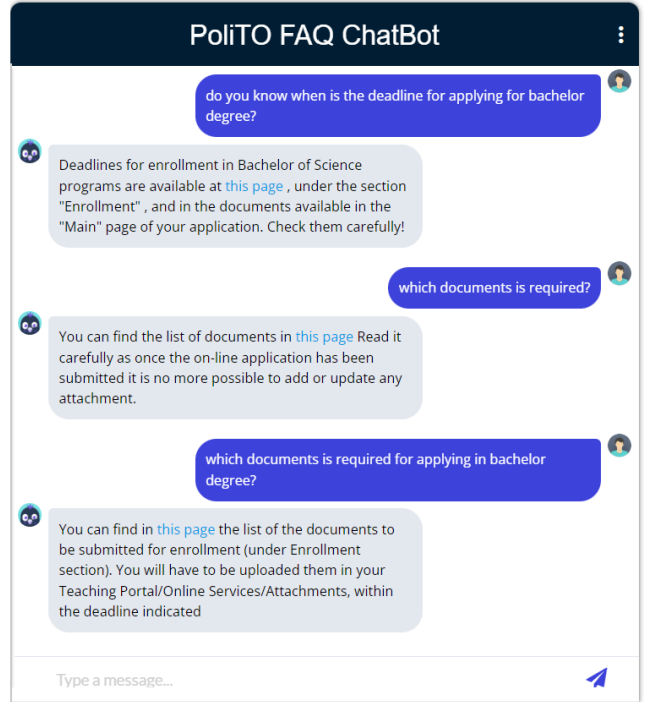 PoliTO FAQ ChatBot
do you know when is the deadline for applying for bachelor
degree?
Deadlines for enrollment in Bachelor of Science
programs are available at this page , under the section
"Enrollment" , and in the documents available in the
"Main" page of your application. Check them carefully!
which documents is required?
You can find the list of documents in this page Read it
carefully as once the on-line application has been
submitted it is no more possible to add or update any
attachment.
which documents is required for applying in bachelor
degree?
You can find in this page the list of the documents to
be submitted for enrollment (under Enrollment
section). You will have to be uploaded them in your
Teaching Portal/Online Services/Attachments, within
the deadline indicated
Type a message...